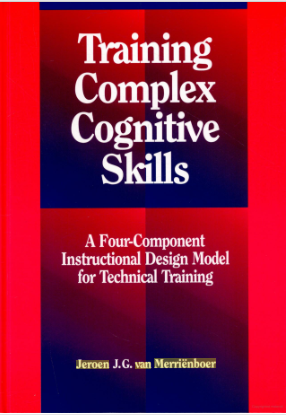 Training
Complex
Cognitive
Skills
A Four-Component
Instructional Design Model
for Technical Training
Jeroen J.G. van Merriënboer